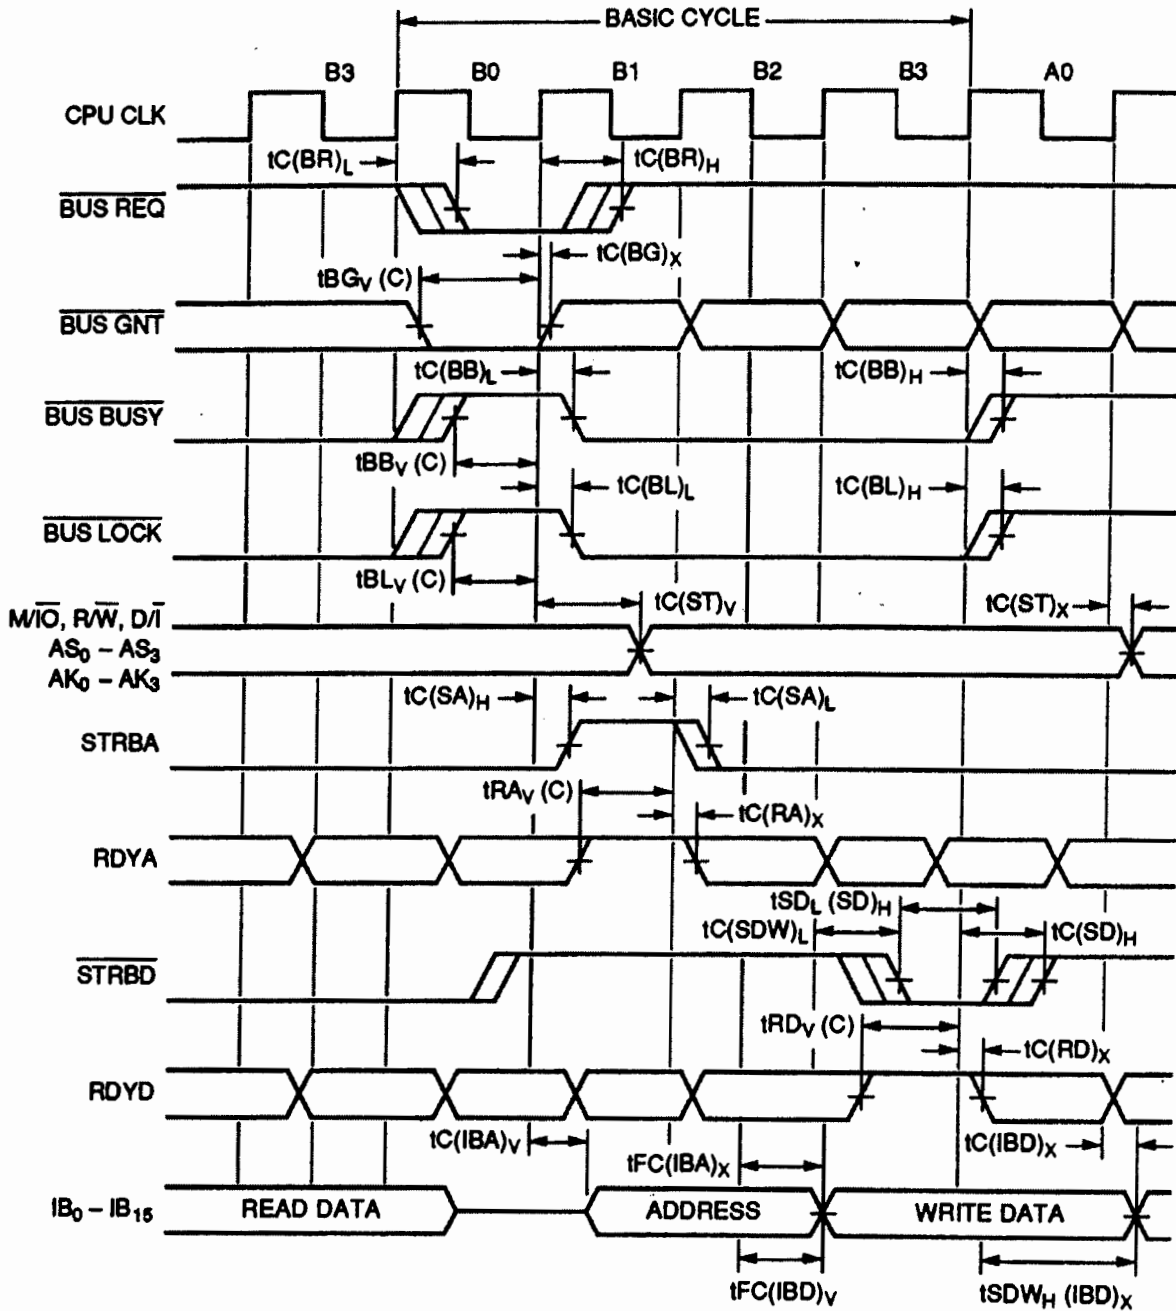 BASIC CYCLE
B3 B0 B1 B2 B3 A0
CPU CLK
tC(BR)L tC(BR)H
BUS REQ
tC(BG)X
tBGV (C)
BUS GNT
tC(BB)L tC(BB)H
BUS BUSY
tBBV (C)
tC(BL)L tC(BL)H
BUS LOCK
tBLV (C)
tC(ST)V tC(ST)X
M/IO, R/W, D/I
AS0 – AS3
AK0 – AK3
tC(SA)H tC(SA)L
STRBA
tRAV (C)
tC(RA)X
RDYA
tSDL (SD)H
tC(SDW)L tC(SD)H
STRBD
tRDV (C)
tC(RD)X
RDYD
tC(IBA)V tC(IBD)X
tFC(IBA)X
IB0 – IB15 READ DATA ADDRESS WRITE DATA
tFC(IBD)V tSDWH (IBD)X